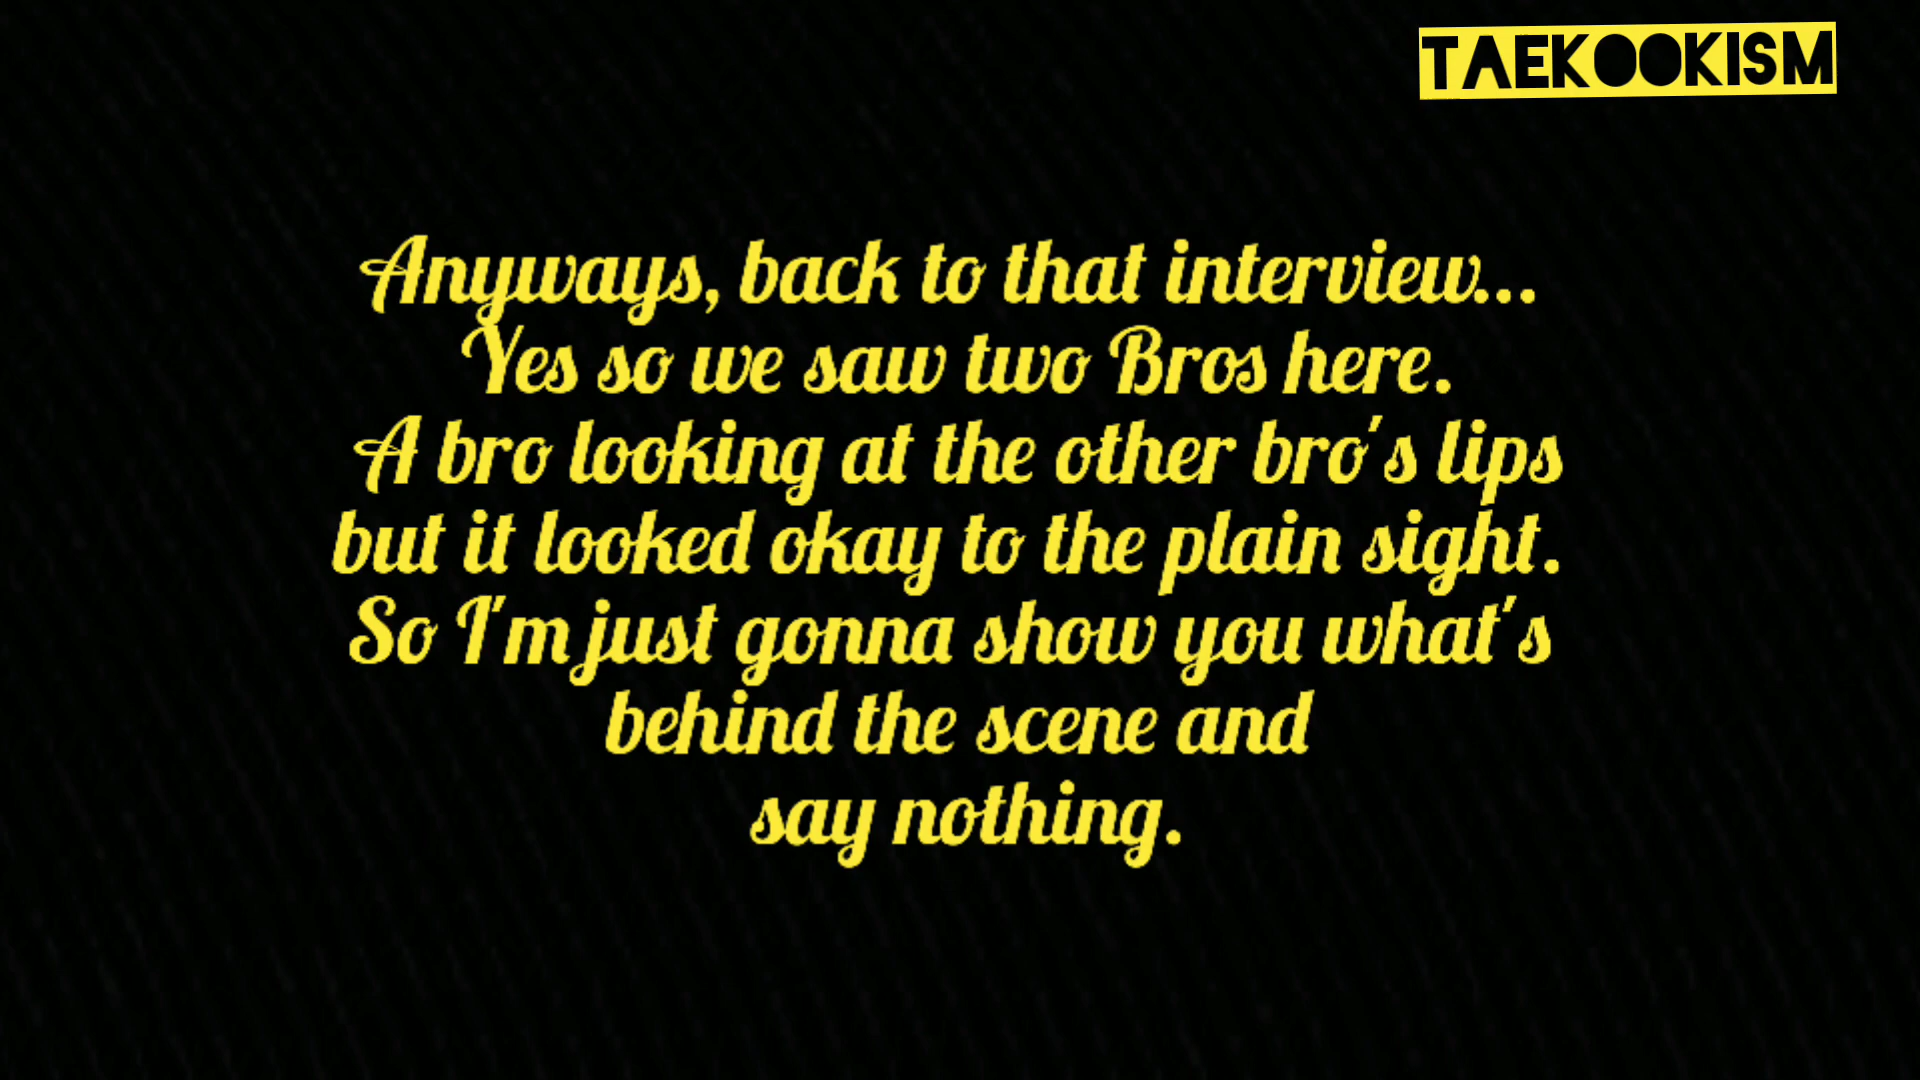 TAEKOOKISM
Anyways, back to that interview...
Yes so we saw two Bros here.
A bro looking at the other bro's lips
but it looked okay to the plain sight.
So I'm just gonna show you what's
behind the scene and
say nothing.